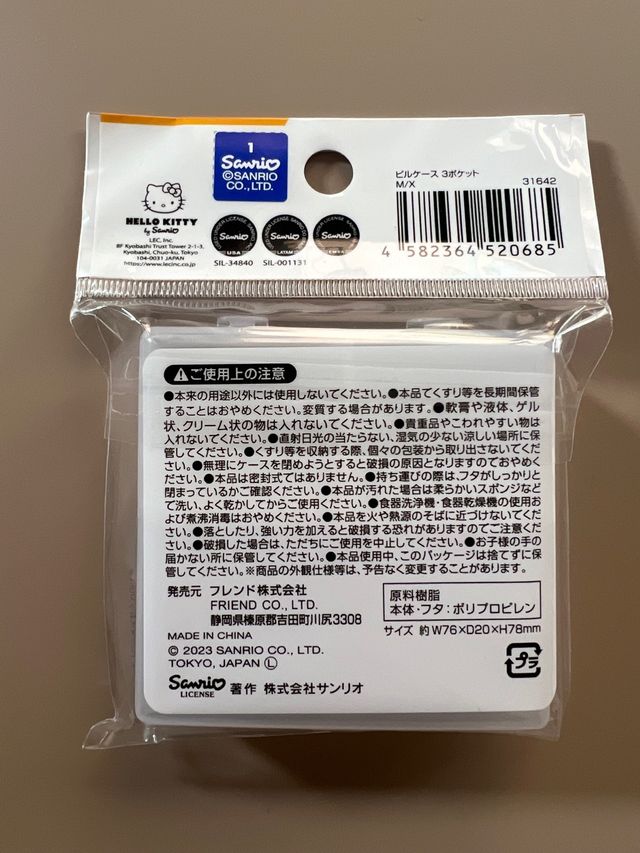 1
Sanrio
©SANRIO
CO., LTD.
HELLO KITTY
by Sanrio
LEC, Inc.
8F Kyobashi Trust Tower 2-1-3,
Kyobashi, Chuo-ku, Tokyo
104-0031 JAPAN
https://www.lecinc.co.jp
Sanrio
USA
SIL-34840
Sanrio
LATAM
SIL-001131
Sanrio
ピルケース 3ポケット
M/X 31642
4 582364 520685
ご使用上の注意
●本来の用途以外には使用しないでください。●本品でくすり等を長期間保管
することはおやめください。変質する場合があります。●軟膏や液体、ゲル
状、クリーム状の物は入れないでください。●貴重品やこわれやすい物は
入れないでください。●直射日光の当たらない、湿気の少ない涼しい場所に保
管してください。●くすり等を収納する際、個々の包装から取り出さないでくだ
さい。●無理にケースを閉めようとすると破損の原因となりますのでおやめく
ださい。●本品は密封式ではありません。●持ち運びの際は、フタがしっかりと
閉まっているかご確認ください。●本品が汚れた場合は柔らかいスポンジなど
で洗い、よく乾かしてからご使用ください。●食器洗浄機・食器乾燥機の使用お
よび煮沸消毒はおやめください。●本品を火や熱源のそばに近づけないでくだ
さい。●落としたり、強い力を加えると破損する恐れがありますのでご注意くだ
さい。●破損した場合は、ただちにご使用を中止してください。●お子様の手の
届かない所に保管してください。●本品使用中、このパッケージは捨てずに保
管してください。※商品の外観仕様等は、予告なく変更することがあります。
発売元 フレンド株式会社
FRIEND CO., LTD.
静岡県榛原郡吉田町川尻3308
原料樹脂
本体・フタ：ポリプロピレン
サイズ 約W76×D20×H78mm
MADE IN CHINA
© 2023 SANRIO CO., LTD.
TOKYO, JAPAN Ⓛ
プラ
Sanrio
LICENSE
著作 株式会社サンリオ